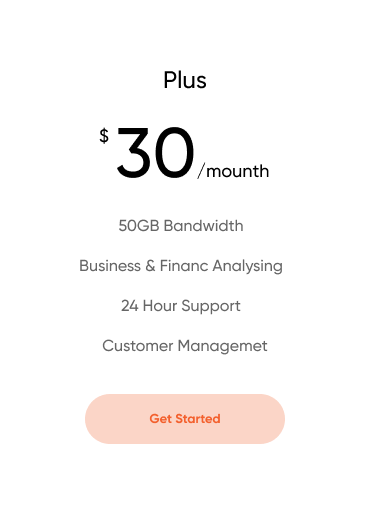 Plus
$30/mounth
50GB Bandwidth
Business & Financ Analysing
24 Hour Support
Customer Managemet
Get Started